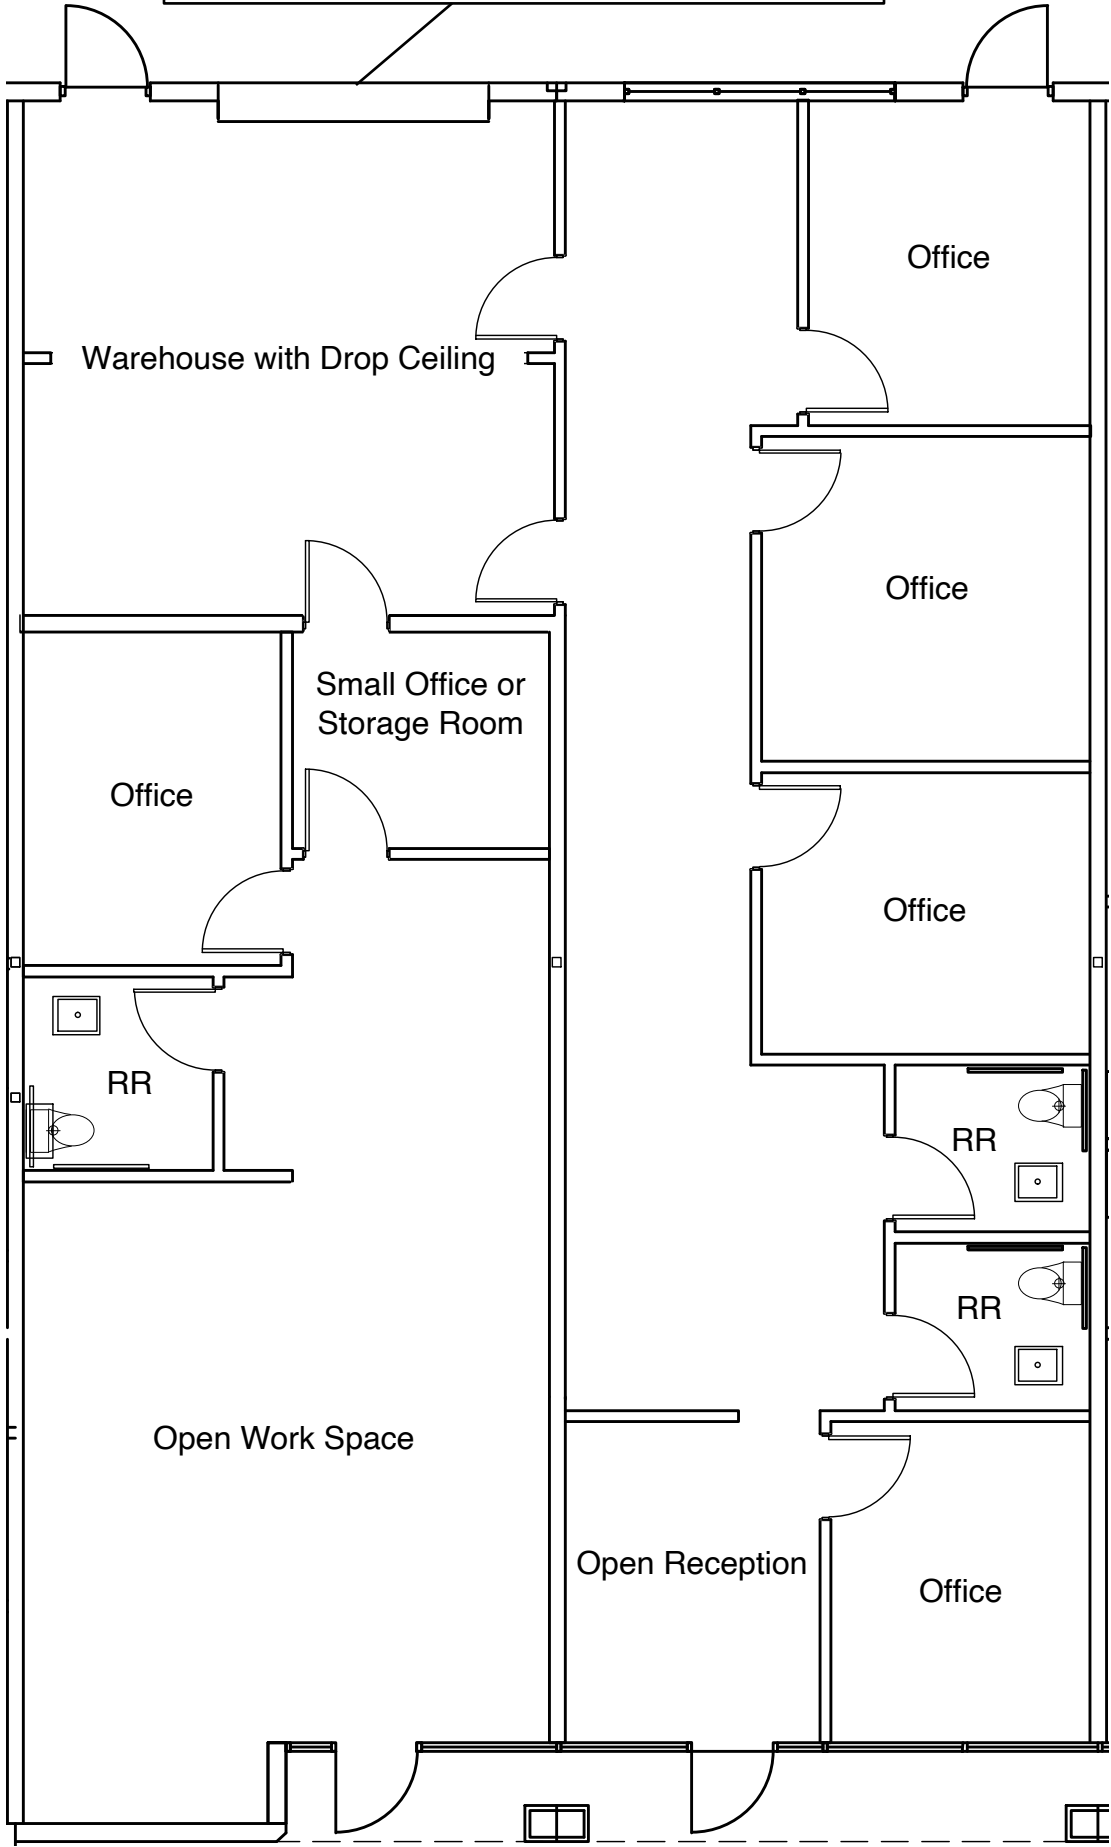 Office
Warehouse with Drop Ceiling
Office
Small Office or
Storage Room
Office
Office
RR
RR
RR
Open Work Space
Open Reception
Office